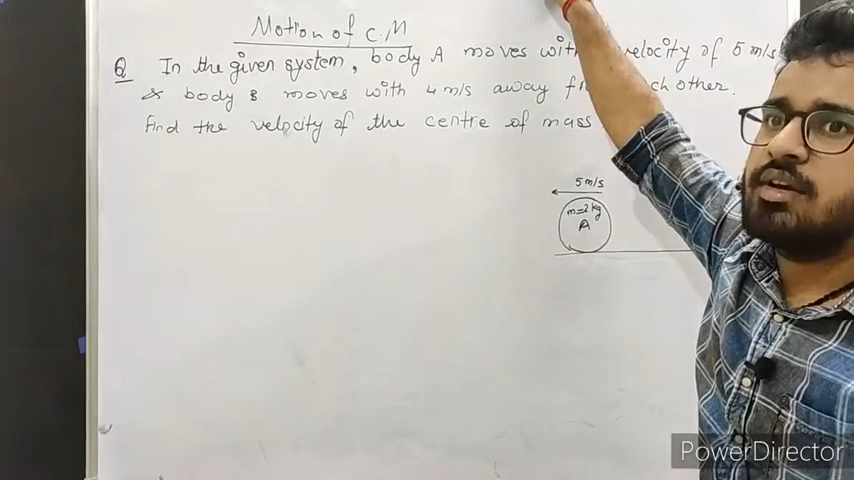 Motion of C.M
Q In the given system, body A moves with velocity of 5 m/s
& body B moves with 4 m/s away each other.
find the velocity of the centre of mass
5 m/s
m=2 kg
A
PowerDirector